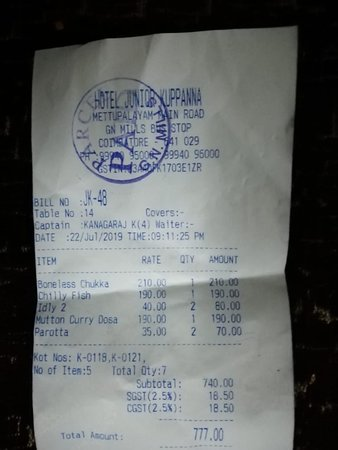 HOTEL JUNIOR KUPPANNA
METTUPALAYAM MAIN ROAD
GN MILLS BUS STOP
COIMBATORE 641 029
95000 99940 96000
PARCEL
PAID
G.N.MILLS
BILL NO :JK-48
Table No :14 Covers:-
Captain :KANAGARAJ K(4) Waiter:-
DATE :22/Jul/2019 TIME:09:11:25 PM
ITEM RATE QTY AMOUNT
Boneless Chukka 210.00 1 210.00
Chilly Fish 190.00 1 190.00
Idly 2 40.00 2 80.00
Mutton Curry Dosa 190.00 1 190.00
Parotta 35.00 2 70.00
Kot Nos: K-0118,K-0121,
No of Item:5 Total Qty:7
Subtotal: 740.00
SGST(2.5%): 18.50
CGST(2.5%): 18.50
Total Amount: 777.00